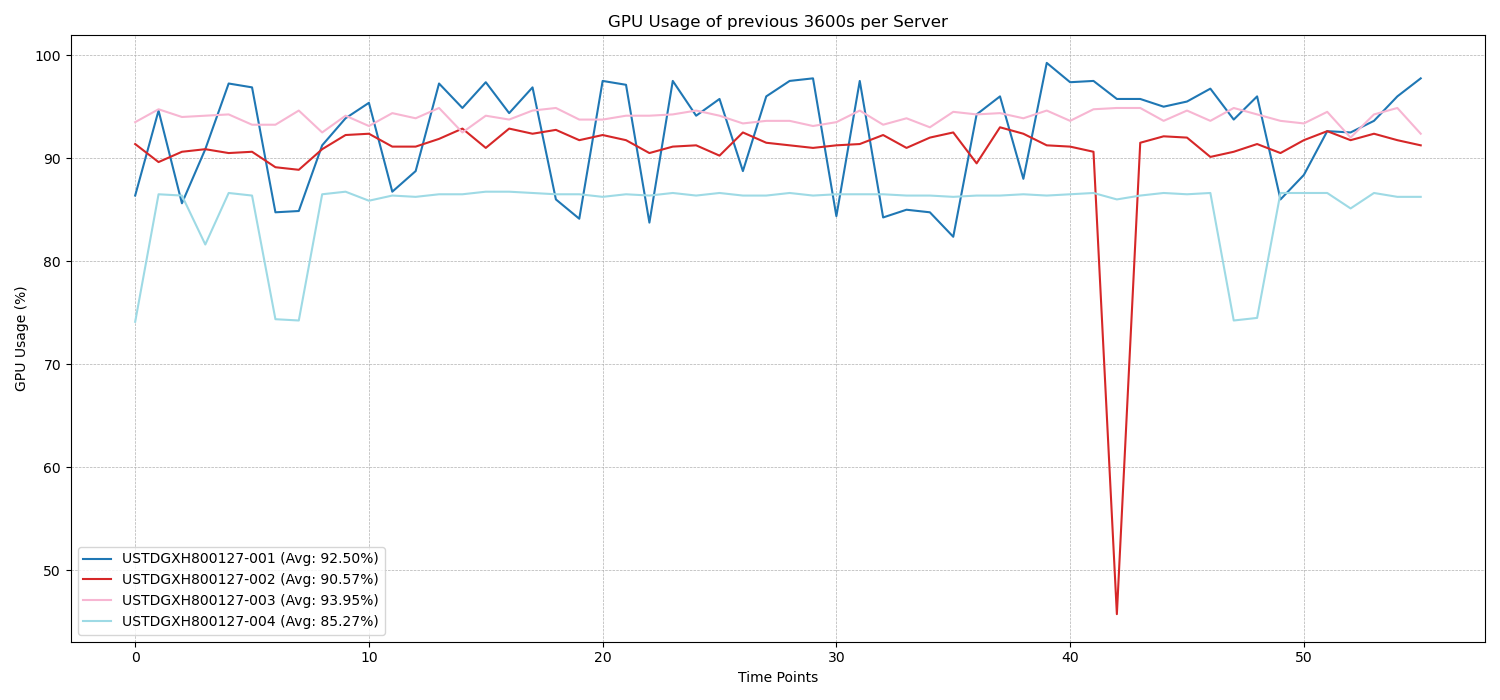 GPU Usage of previous 3600s per Server
GPU Usage (%)
100
90
80
70
60
50
USTDGXH800127-001 (Avg: 92.50%)
USTDGXH800127-002 (Avg: 90.57%)
USTDGXH800127-003 (Avg: 93.95%)
USTDGXH800127-004 (Avg: 85.27%)
0 10 20 30 40 50
Time Points